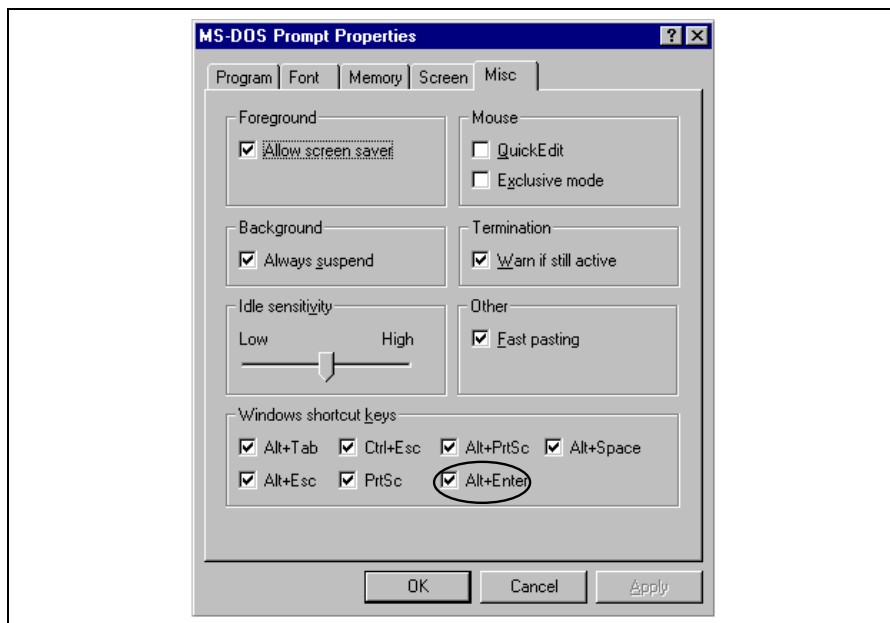 MS-DOS Prompt Properties
Program Font Memory Screen Misc
Foreground
Allow screen saver
Mouse
QuickEdit
Exclusive mode
Background
Always suspend
Termination
Warn if still active
Idle sensitivity
Low High
Other
Fast pasting
Windows shortcut keys
Alt+Tab Ctrl+Esc Alt+PrtSc Alt+Space
Alt+Esc PrtSc Alt+Enter
OK Cancel Apply